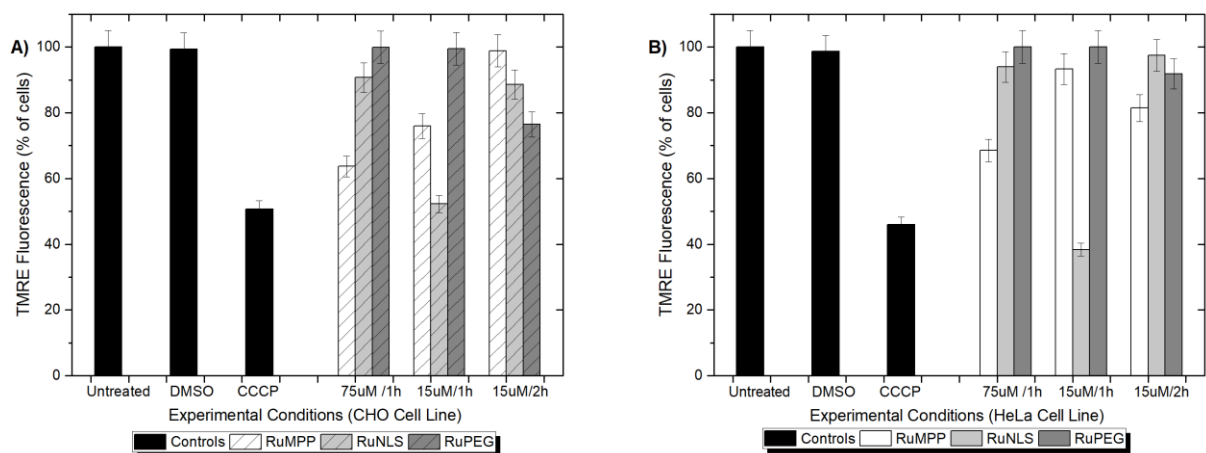 A)
TMRE Fluorescence (% of cells)
100
80
60
40
20
0
Untreated DMSO CCCP 75uM /1h 15uM/1h 15uM/2h
Experimental Conditions (CHO Cell Line)
Controls RuMPP RuNLS RuPEG
B)
TMRE Fluorescence (% of cells)
100
80
60
40
20
0
Untreated DMSO CCCP 75uM /1h 15uM/1h 15uM/2h
Experimental Conditions (HeLa Cell Line)
Controls RuMPP RuNLS RuPEG